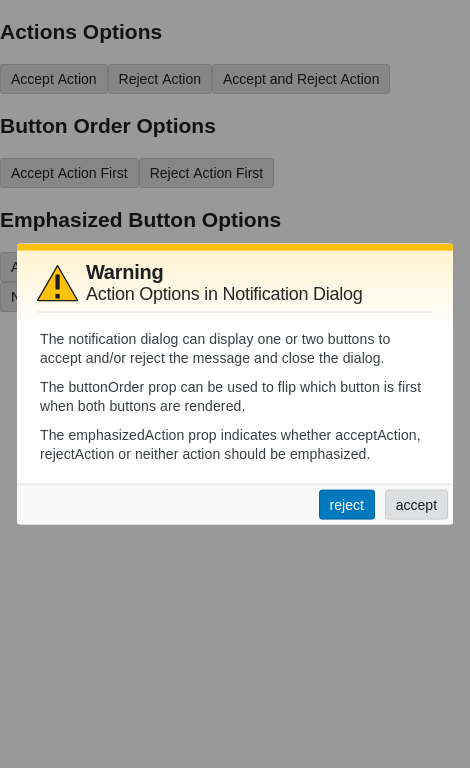 Actions Options
Accept Action Reject Action Accept and Reject Action
Button Order Options
Accept Action First Reject Action First
Emphasized Button Options
Warning
Action Options in Notification Dialog
The notification dialog can display one or two buttons to
accept and/or reject the message and close the dialog.
The buttonOrder prop can be used to flip which button is first
when both buttons are rendered.
The emphasizedAction prop indicates whether acceptAction,
rejectAction or neither action should be emphasized.
reject accept